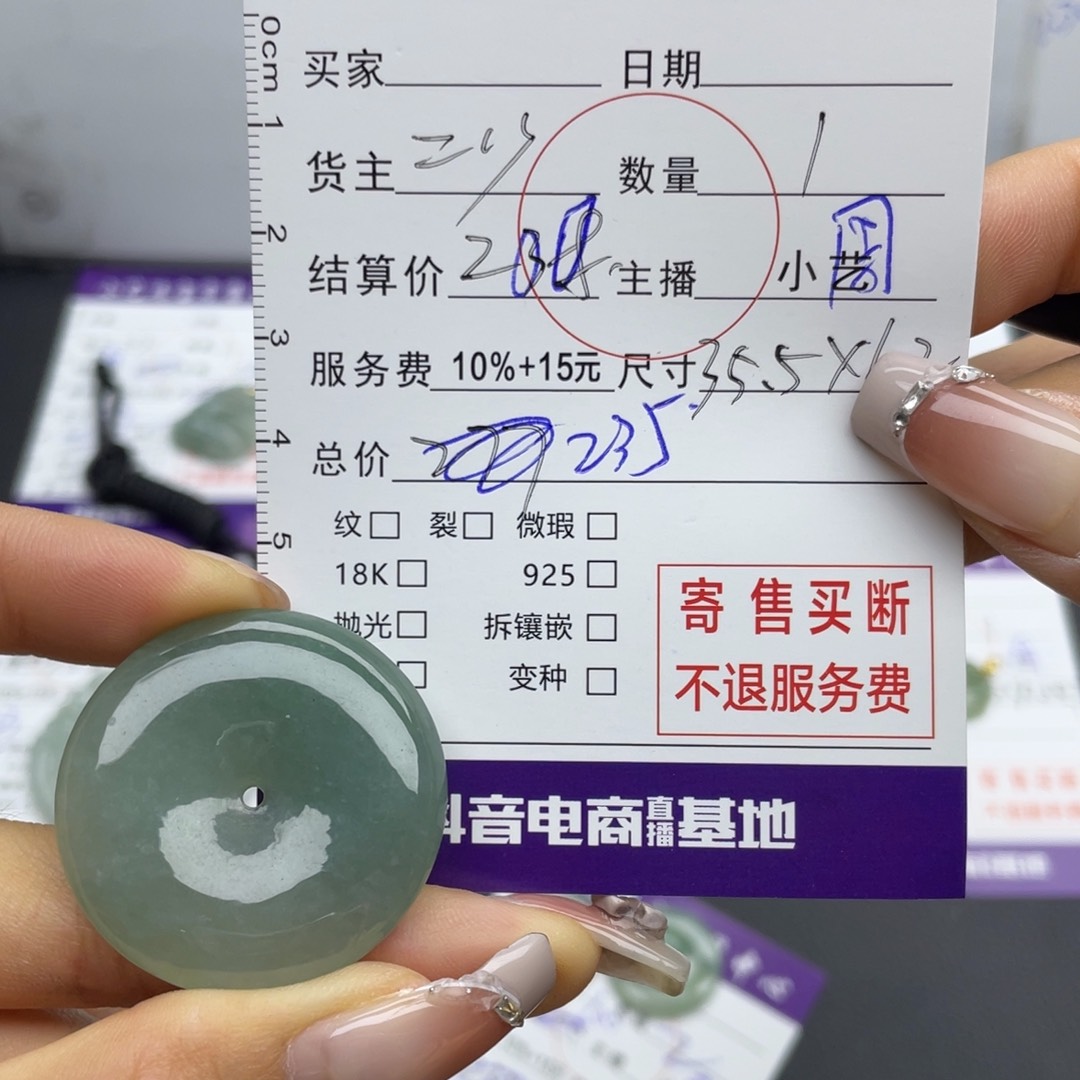 0cm
1
2
3
4
5
买家 日期
货主 数量 1
结算价 主播 小艺
服务费 10%+15元 尺寸 35.5X
总价 235
纹□ 裂□ 微瑕□
18K□ 925□
抛光□ 拆镶嵌□
□ 变种□
寄售买断
不退服务费
抖音电商直播基地